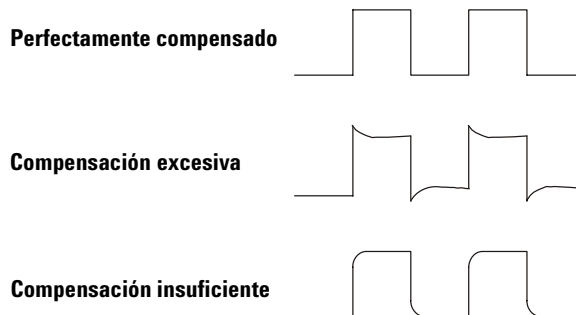 Perfectamente compensado
Compensación excesiva
Compensación insuficiente